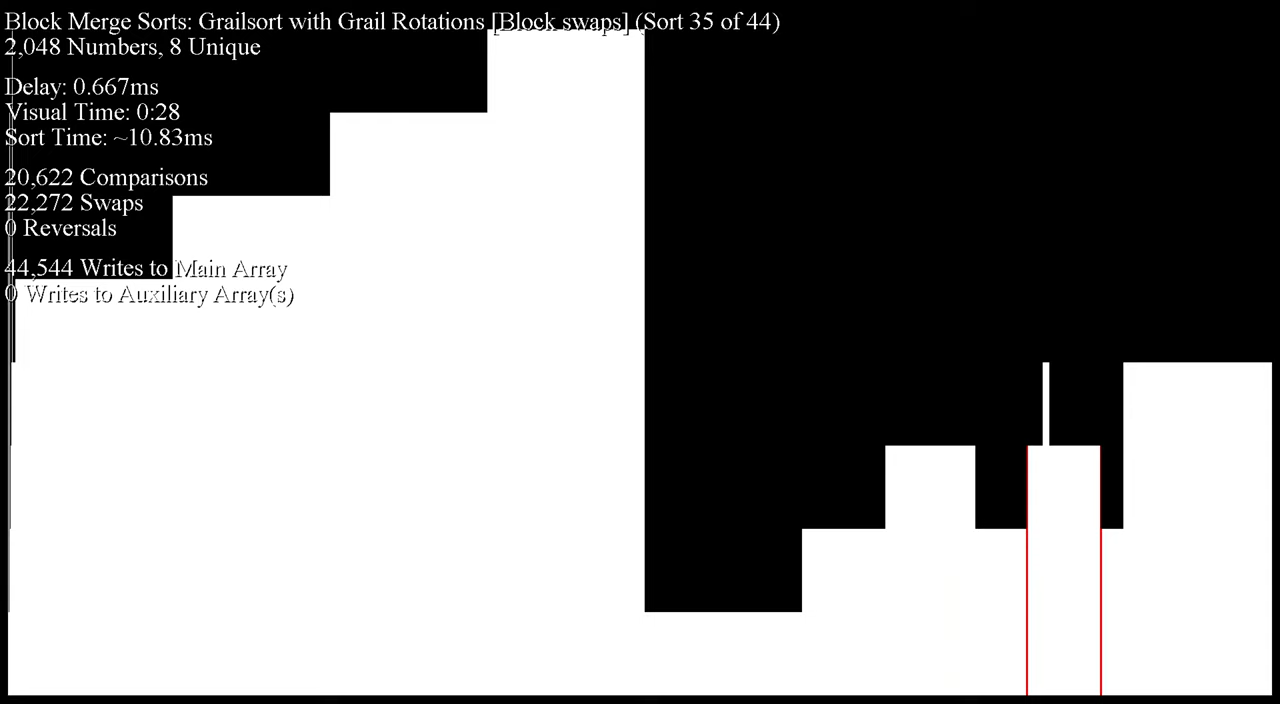 Block Merge Sorts: Grailsort with Grail Rotations [Block swaps] (Sort 35 of 44)
2,048 Numbers, 8 Unique
Delay: 0.667ms
Visual Time: 0:28
Sort Time: ~10.83ms
20,622 Comparisons
22,272 Swaps
0 Reversals
44,544 Writes to Main Array
0 Writes to Auxiliary Array(s)